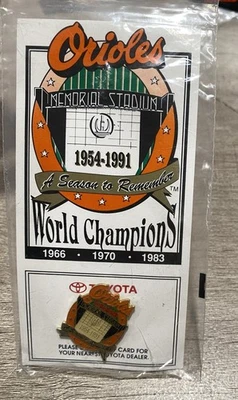 Orioles
MEMORIAL STADIUM
1954-1991
A Season to Remember
TM
World Champions
1966 • 1970 • 1983
TOYOTA
PLEASE CARD FOR
YOUR NEAREST TOYOTA DEALER.